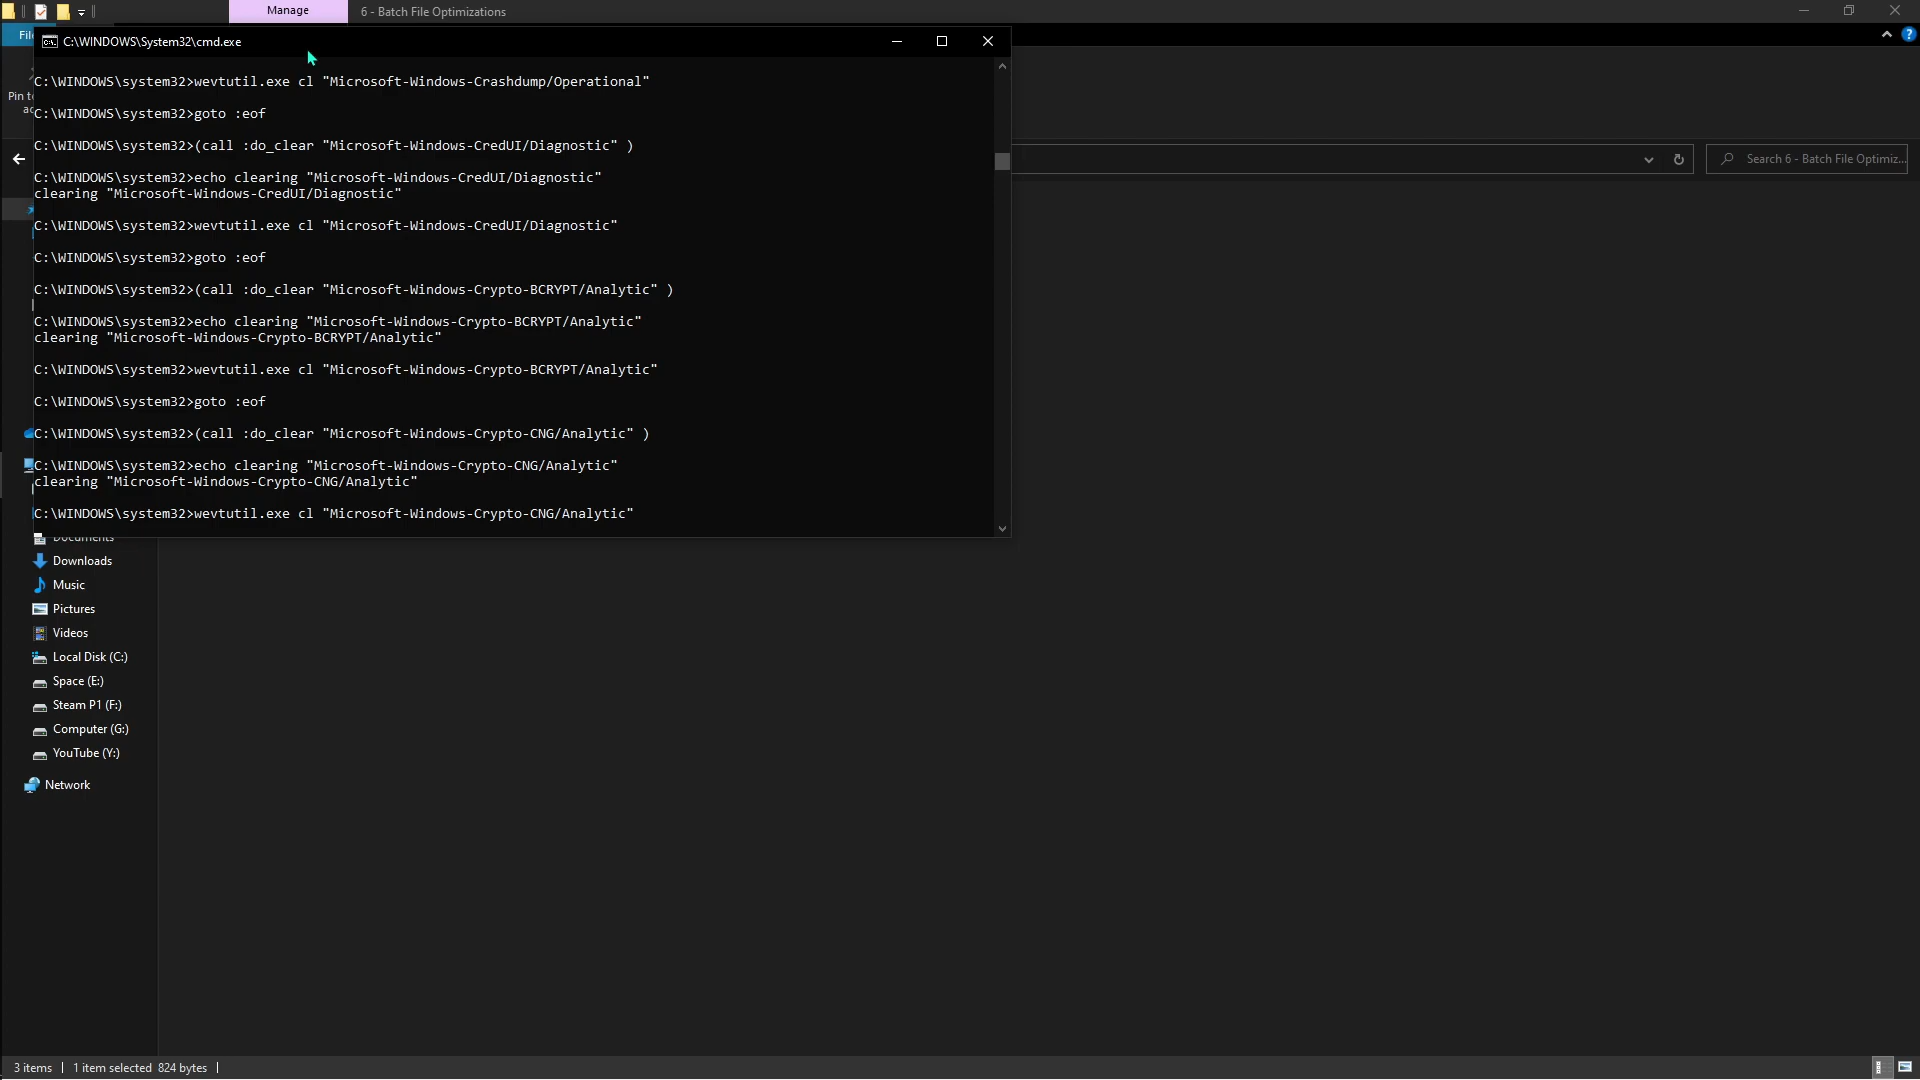 Manage
6 - Batch File Optimizations
Fil
C:\WINDOWS\System32\cmd.exe
Pin to
ac
C:\WINDOWS\system32>wevtutil.exe cl "Microsoft-Windows-Crashdump/Operational"
C:\WINDOWS\system32>goto :eof
C:\WINDOWS\system32>(call :do_clear "Microsoft-Windows-CredUI/Diagnostic" )
C:\WINDOWS\system32>echo clearing "Microsoft-Windows-CredUI/Diagnostic"
clearing "Microsoft-Windows-CredUI/Diagnostic"
C:\WINDOWS\system32>wevtutil.exe cl "Microsoft-Windows-CredUI/Diagnostic"
C:\WINDOWS\system32>goto :eof
C:\WINDOWS\system32>(call :do_clear "Microsoft-Windows-Crypto-BCRYPT/Analytic" )
C:\WINDOWS\system32>echo clearing "Microsoft-Windows-Crypto-BCRYPT/Analytic"
clearing "Microsoft-Windows-Crypto-BCRYPT/Analytic"
C:\WINDOWS\system32>wevtutil.exe cl "Microsoft-Windows-Crypto-BCRYPT/Analytic"
C:\WINDOWS\system32>goto :eof
C:\WINDOWS\system32>(call :do_clear "Microsoft-Windows-Crypto-CNG/Analytic" )
C:\WINDOWS\system32>echo clearing "Microsoft-Windows-Crypto-CNG/Analytic"
clearing "Microsoft-Windows-Crypto-CNG/Analytic"
C:\WINDOWS\system32>wevtutil.exe cl "Microsoft-Windows-Crypto-CNG/Analytic"
Search 6 - Batch File Optimiz...
Documents
Downloads
Music
Pictures
Videos
Local Disk (C:)
Space (E:)
Steam P1 (F:)
Computer (G:)
YouTube (Y:)
Network
3 items
1 item selected 824 bytes